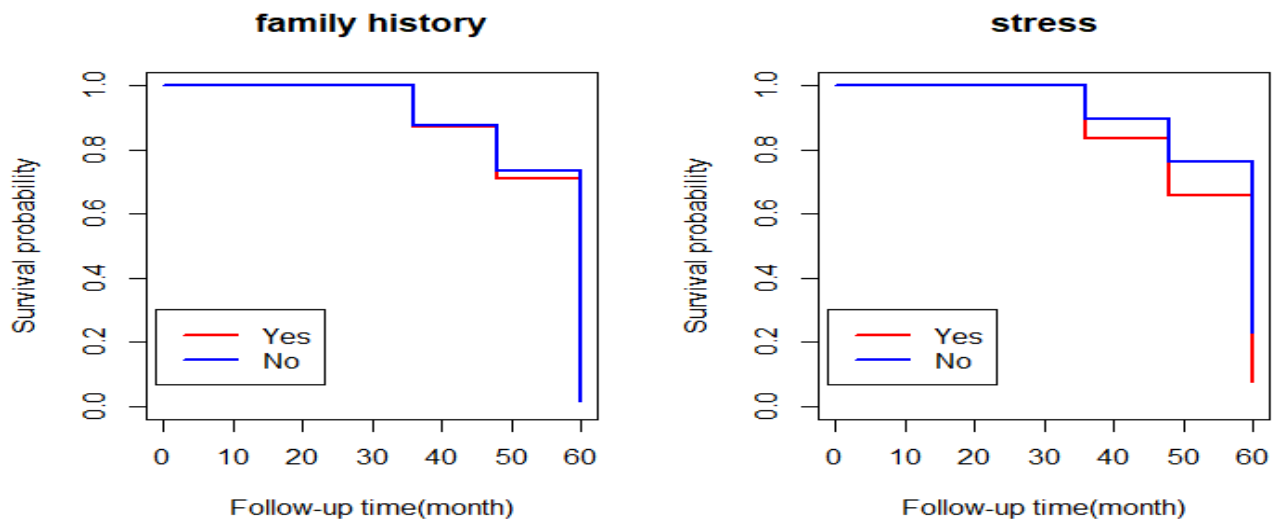 family history
Survival probability
1.0
0.8
0.6
0.4
0.2
0.0
Yes
No
0 10 20 30 40 50 60
Follow-up time(month)
stress
Survival probability
1.0
0.8
0.6
0.4
0.2
0.0
Yes
No
0 10 20 30 40 50 60
Follow-up time(month)